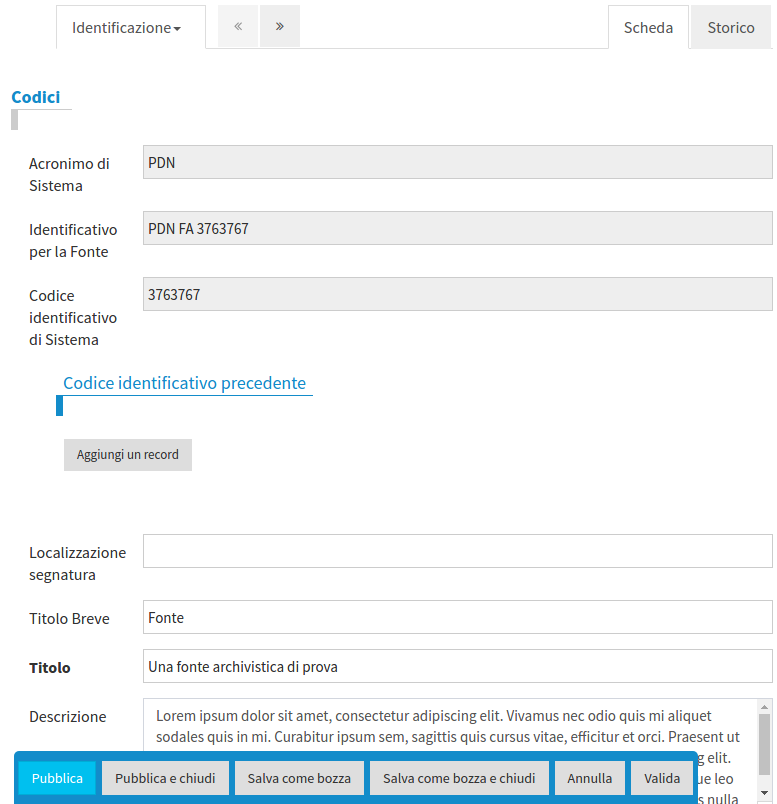 Identificazione
«
»
Scheda
Storico
Codici
Acronimo di
Sistema
PDN
Identificativo
per la Fonte
PDN FA 3763767
Codice
identificativo
di Sistema
3763767
Codice identificativo precedente
Aggiungi un record
Localizzazione
segnatura
Titolo Breve
Fonte
Titolo
Una fonte archivistica di prova
Descrizione
Lorem ipsum dolor sit amet, consectetur adipiscing elit. Vivamus nec odio quis mi aliquet
sodales quis in mi. Curabitur ipsum sem, sagittis quis cursus vitae, efficitur et orci. Praesent ut
elit.
leo
nulla
Pubblica
Pubblica e chiudi
Salva come bozza
Salva come bozza e chiudi
Annulla
Valida